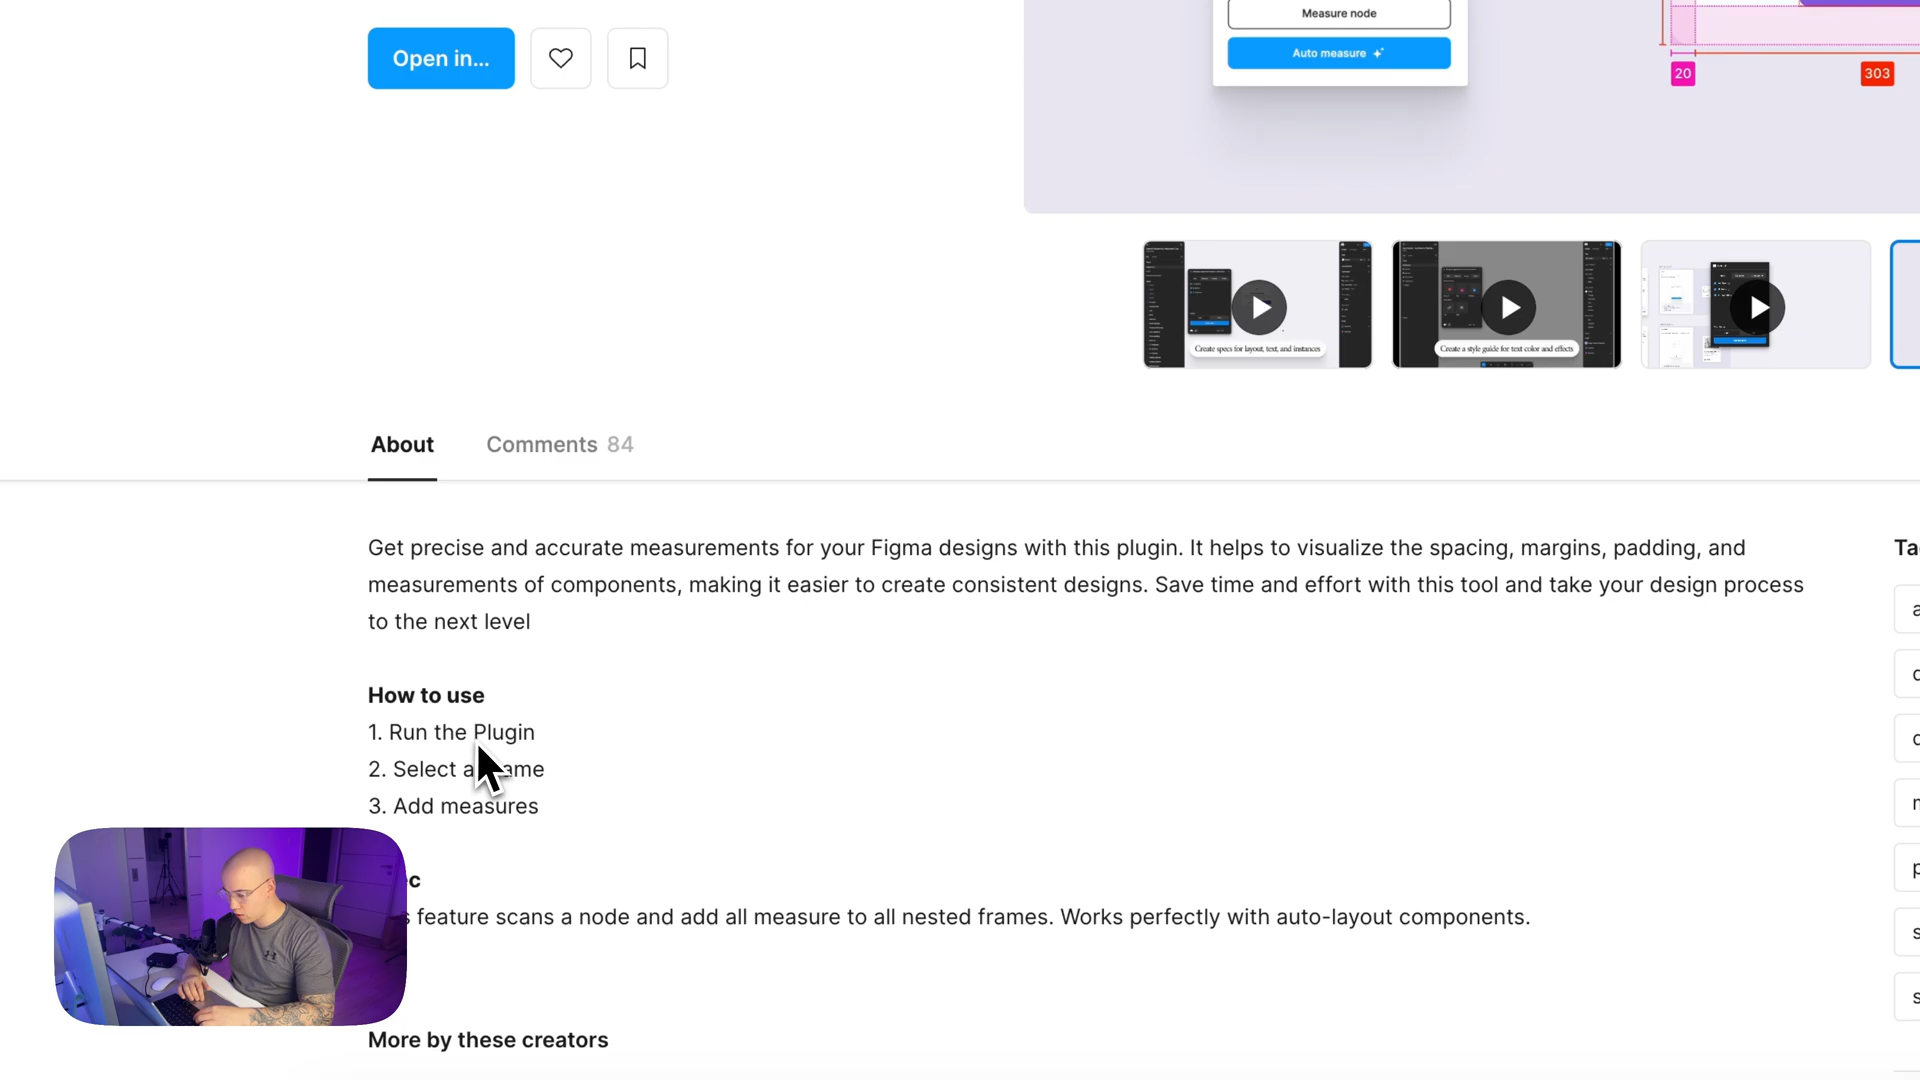 Measure node
Auto measure
20
303
Open in...
Create specs for layout, text, and instances
Create a style guide for text color and effects
About
Comments 84
Get precise and accurate measurements for your Figma designs with this plugin. It helps to visualize the spacing, margins, padding, and
measurements of components, making it easier to create consistent designs. Save time and effort with this tool and take your design process
to the next level
How to use
1. Run the Plugin
2. Select a
3. Add measures
feature scans a node and add all measure to all nested frames. Works perfectly with auto-layout components.
More by these creators